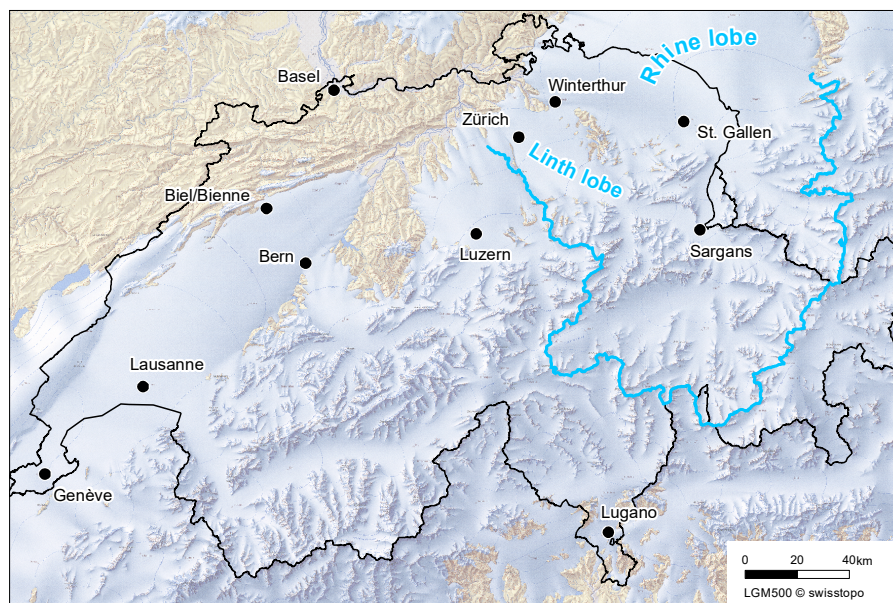 Rhine lobe
Basel
Winterthur
Zürich
St. Gallen
Linth lobe
Biel/Bienne
Luzern
Sargans
Bern
Lausanne
Genève
Lugano
0 20 40km
LGM500 © swisstopo